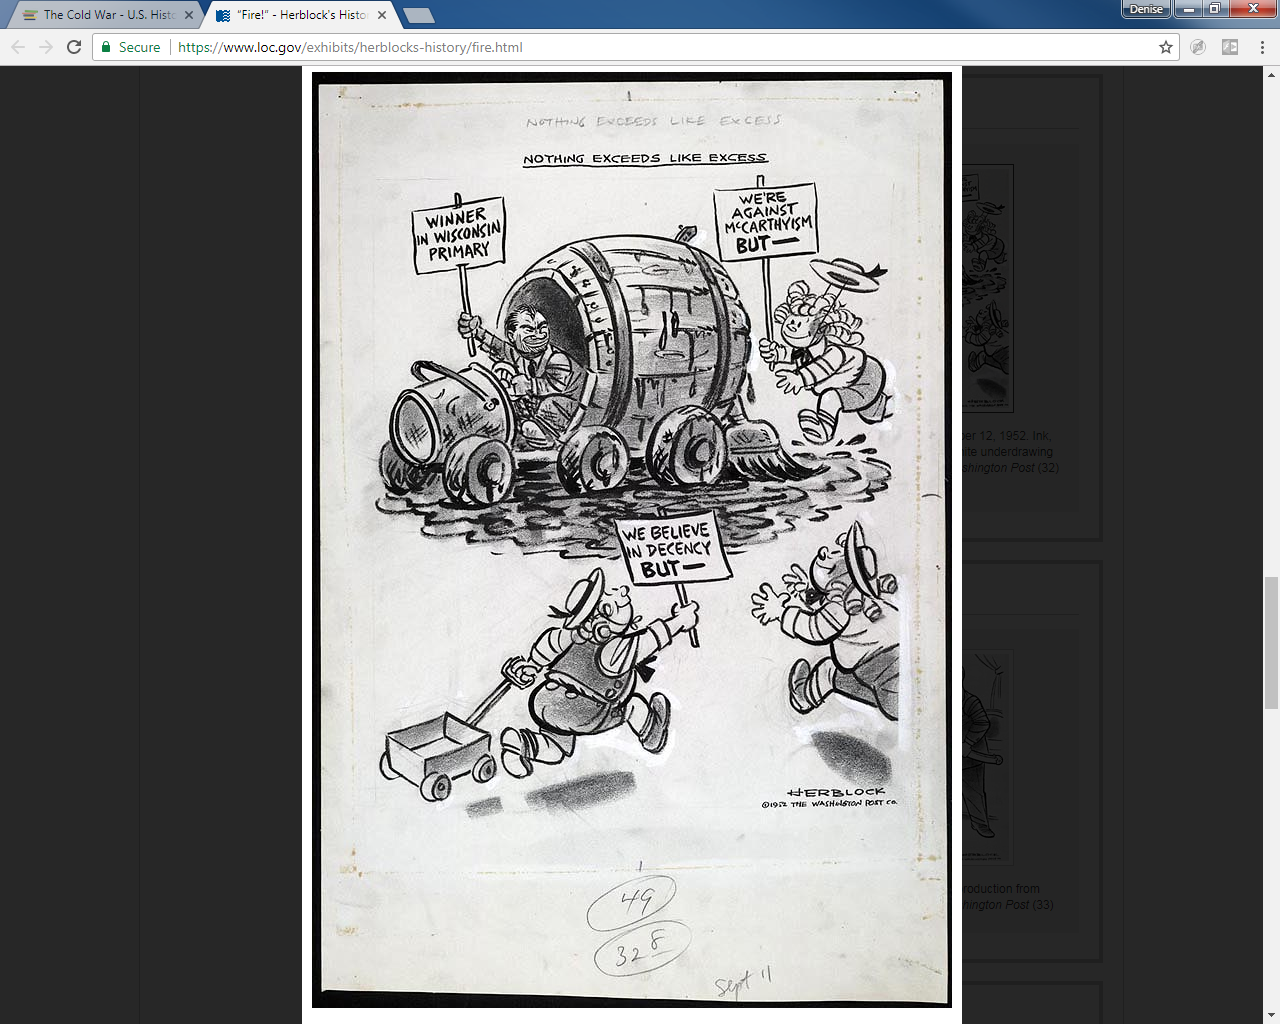 The Cold War - U.S. Histo
"Fire!" - Herblock's Histo
Denise
Secure
https://www.loc.gov/exhibits/herblocks-history/fire.html
NOTHING EXCEEDS LIKE EXCESS
NOTHING EXCEEDS LIKE EXCESS
WINNER
IN WISCONSIN
PRIMARY
WE'RE
AGAINST
McCARTHYISM
BUT—
WE BELIEVE
IN DECENCY
BUT—
HERBLOCK
©1952 THE WASHINGTON POST CO.
49
328
Sept 11
er 12, 1952. Ink,
ite underdrawing
shington Post (32)
roduction from
hington Post (33)